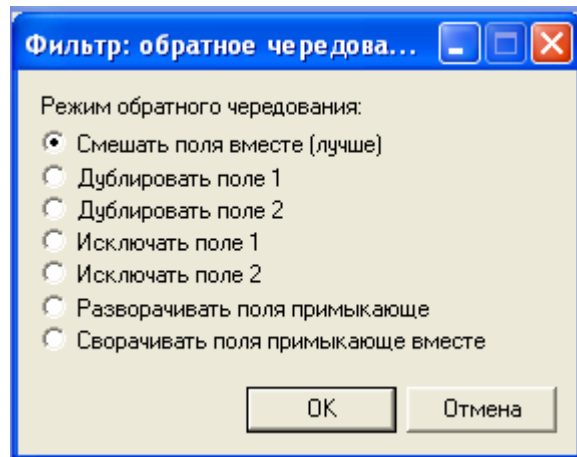 Фильтр: обратное чередова...
Режим обратного чередования:
Смешать поля вместе (лучше)
Дублировать поле 1
Дублировать поле 2
Исключать поле 1
Исключать поле 2
Разворачивать поля примыкающе
Сворачивать поля примыкающе вместе
OK Отмена